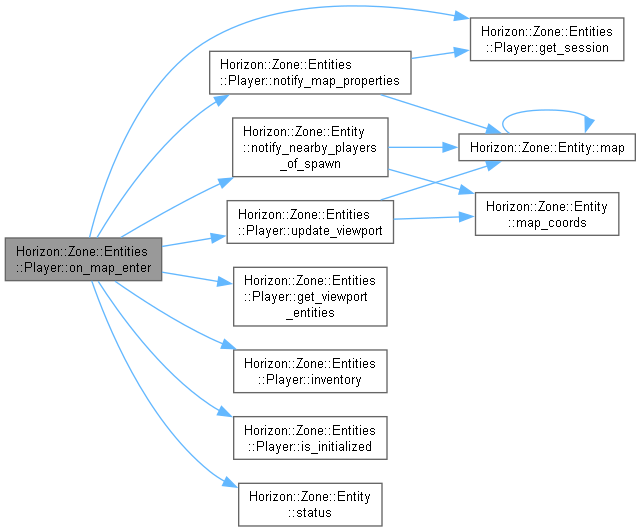 Horizon::Zone::Entities
::Player::on_map_enter
Horizon::Zone::Entities
::Player::get_session
Horizon::Zone::Entities
::Player::notify_map_properties
Horizon::Zone::Entity
::notify_nearby_players
_of_spawn
Horizon::Zone::Entity::map
Horizon::Zone::Entities
::Player::update_viewport
Horizon::Zone::Entity
::map_coords
Horizon::Zone::Entities
::Player::get_viewport
_entities
Horizon::Zone::Entities
::Player::inventory
Horizon::Zone::Entities
::Player::is_initialized
Horizon::Zone::Entity
::status